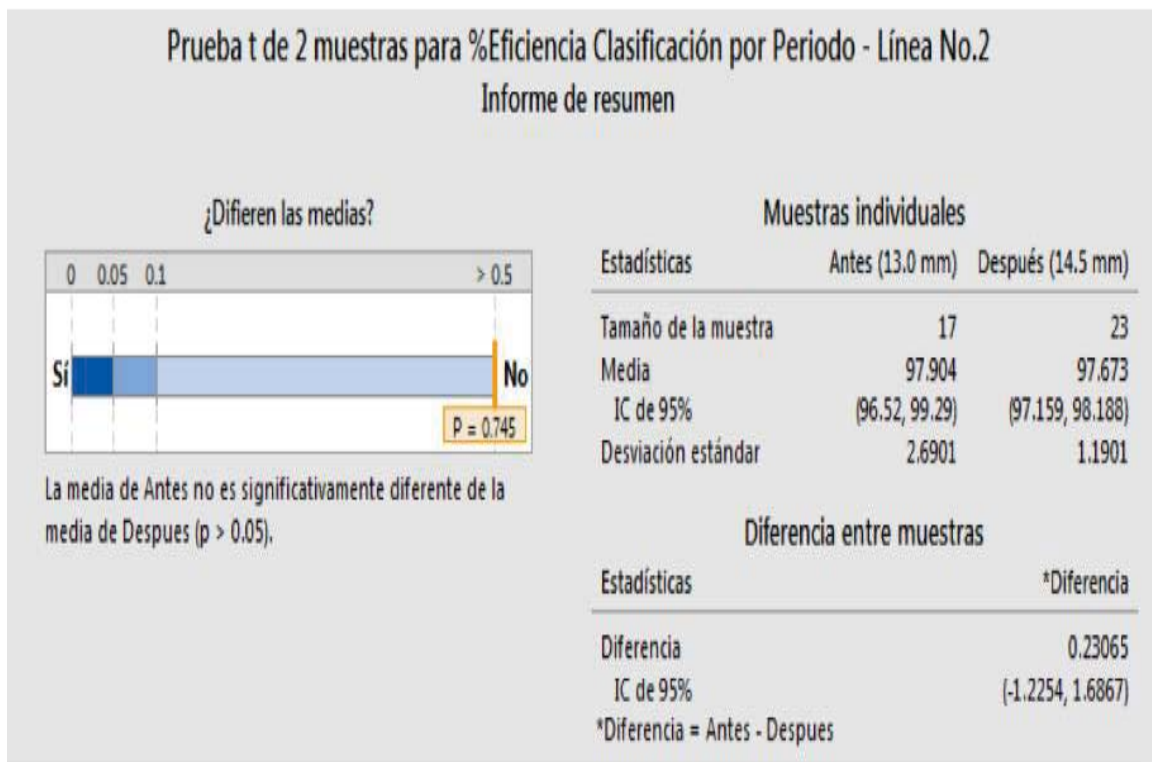 Prueba t de 2 muestras para %Eficiencia Clasificación por Periodo - Línea No.2
Informe de resumen
¿Difieren las medias?
0 0.05 0.1 > 0.5
Sí No
P = 0.745
La media de Antes no es significativamente diferente de la
media de Despues (p > 0.05).
Muestras individuales
Estadísticas Antes (13.0 mm) Después (14.5 mm)
Tamaño de la muestra 17 23
Media 97.904 97.673
IC de 95% (96.52, 99.29) (97.159, 98.188)
Desviación estándar 2.6901 1.1901
Diferencia entre muestras
Estadísticas *Diferencia
Diferencia 0.23065
IC de 95% (-1.2254, 1.6867)
*Diferencia = Antes - Despues